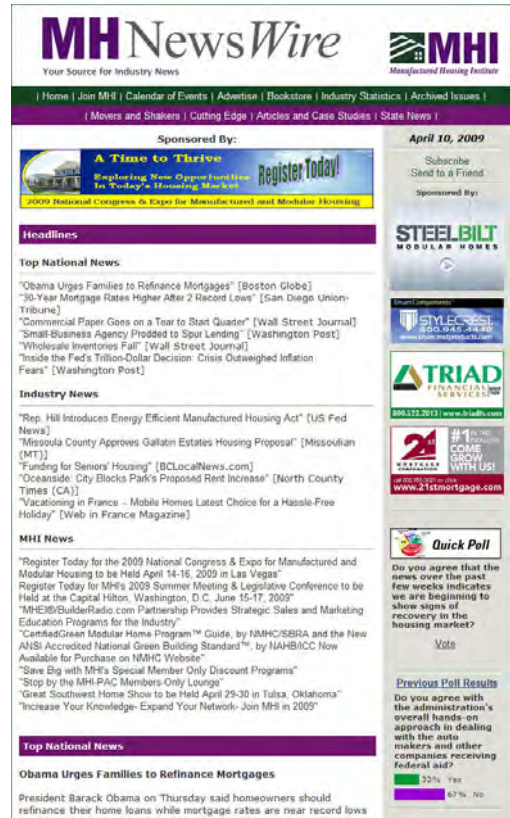 MHNewsWire
Your Source for Industry News
MHI
Manufactured Housing Institute
| Home | Join MHI | Calendar of Events | Advertise | Bookstore | Industry Statistics | Archived Issues |
| Movers and Shakers | Cutting Edge | Articles and Case Studies | State News |
Sponsored By:
A Time to Thrive
Exploring New Opportunities
In Today's Housing Market
Register Today!
2009 National Congress & Expo for Manufactured and Modular Housing
Headlines
Top National News
"Obama Urges Families to Refinance Mortgages" [Boston Globe]
"30-Year Mortgage Rates Higher After 2 Record Lows" [San Diego Union-
Tribune]
"Commercial Paper Goes on a Tear to Start Quater" [Wall Street Journal]
"Small-Business Agency Prodded to Spur Lending" [Washington Post]
"Wholesale Inventories Fall" [Wall Street Journal]
"Inside the Fed's Trillion-Dollar Decision: Crisis Outweighed Inflation
Fears" [Washington Post]
Industry News
"Rep. Hill Introduces Energy Efficient Manufactured Housing Act" [US Fed
News]
"Missoula County Approves Gallatin Estates Housing Proposal" [Missoulian
(MT)]
"Funding for Seniors' Housing" [BCLocalNews.com]
"Oceanside: City Blocks Park's Proposed Rent Increase" [North County
Times (CA)]
"Vacationing in France – Mobile Homes Latest Choice for a Hassle-Free
Holiday" [Web in France Magazine]
MHI News
"Register Today for the 2009 National Congress & Expo for Manufactured and
Modular Housing to be Held April 14-16, 2009 in Las Vegas"
Register Today for MHI's 2009 Summer Meeting & Legislative Conference to be
Held at the Capital Hilton, Washington, D.C. June 15-17, 2009"
"MHEI®/BuilderRadio.com Partnership Provides Strategic Sales and Marketing
Education Programs for the Industry"
"CertifiedGreen Modular Home Program™ Guide, by NMHC/SBRA and the New
ANSI Accredited National Green Building Standard™, by NAHB/ICC Now
Available for Purchase on NMHC Website"
"Save Big with MHI's Special Member Only Discount Programs"
"Stop by the MHI-PAC Members-Only Lounge"
"Great Southwest Home Show to be Held April 29-30 in Tulsa, Oklahoma"
"Increase Your Knowledge- Expand Your Network- Join MHI in 2009"
Top National News
Obama Urges Families to Refinance Mortgages
President Barack Obama on Thursday said homeowners should
refinance their home loans while mortgage rates are near record lows
April 10, 2009
Subscribe
Send to a Friend
Sponsored By:
STEELBILT
MODULAR HOMES
Components
STYLECREST
800.945.4440
TRIAD
FINANCIAL
SERVICES
800.522.2013 | www.triadfs.com
21st
MORTGAGE
CORPORATION
#1 IN THE
INDUSTRY
COME
GROW
WITH US!
www.21stmortgage.com
Quick Poll
Do you agree that the
news over the past
few weeks indicates
we are beginning to
show signs of
recovery in the
housing market?
Vote
Previous Poll Results
Do you agree with
the administration's
overall hands-on
approach in dealing
with the auto
makers and other
companies receiving
federal aid?
Yes
67% No